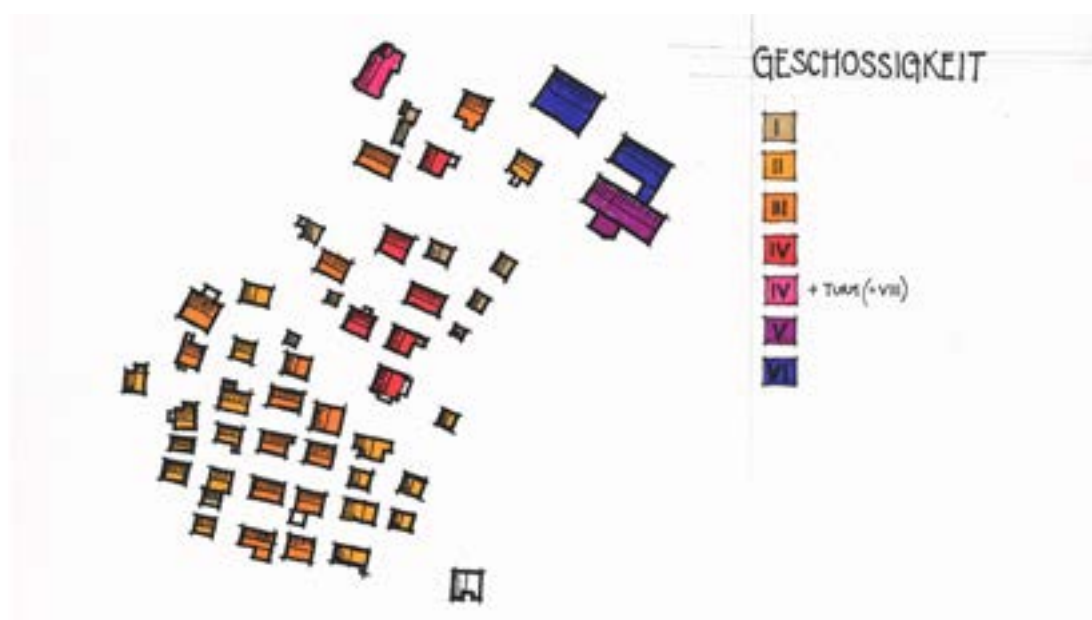 GESCHOSSIGKEIT
I
II
III
IV
IV + TURM (=VIII)
V
VI